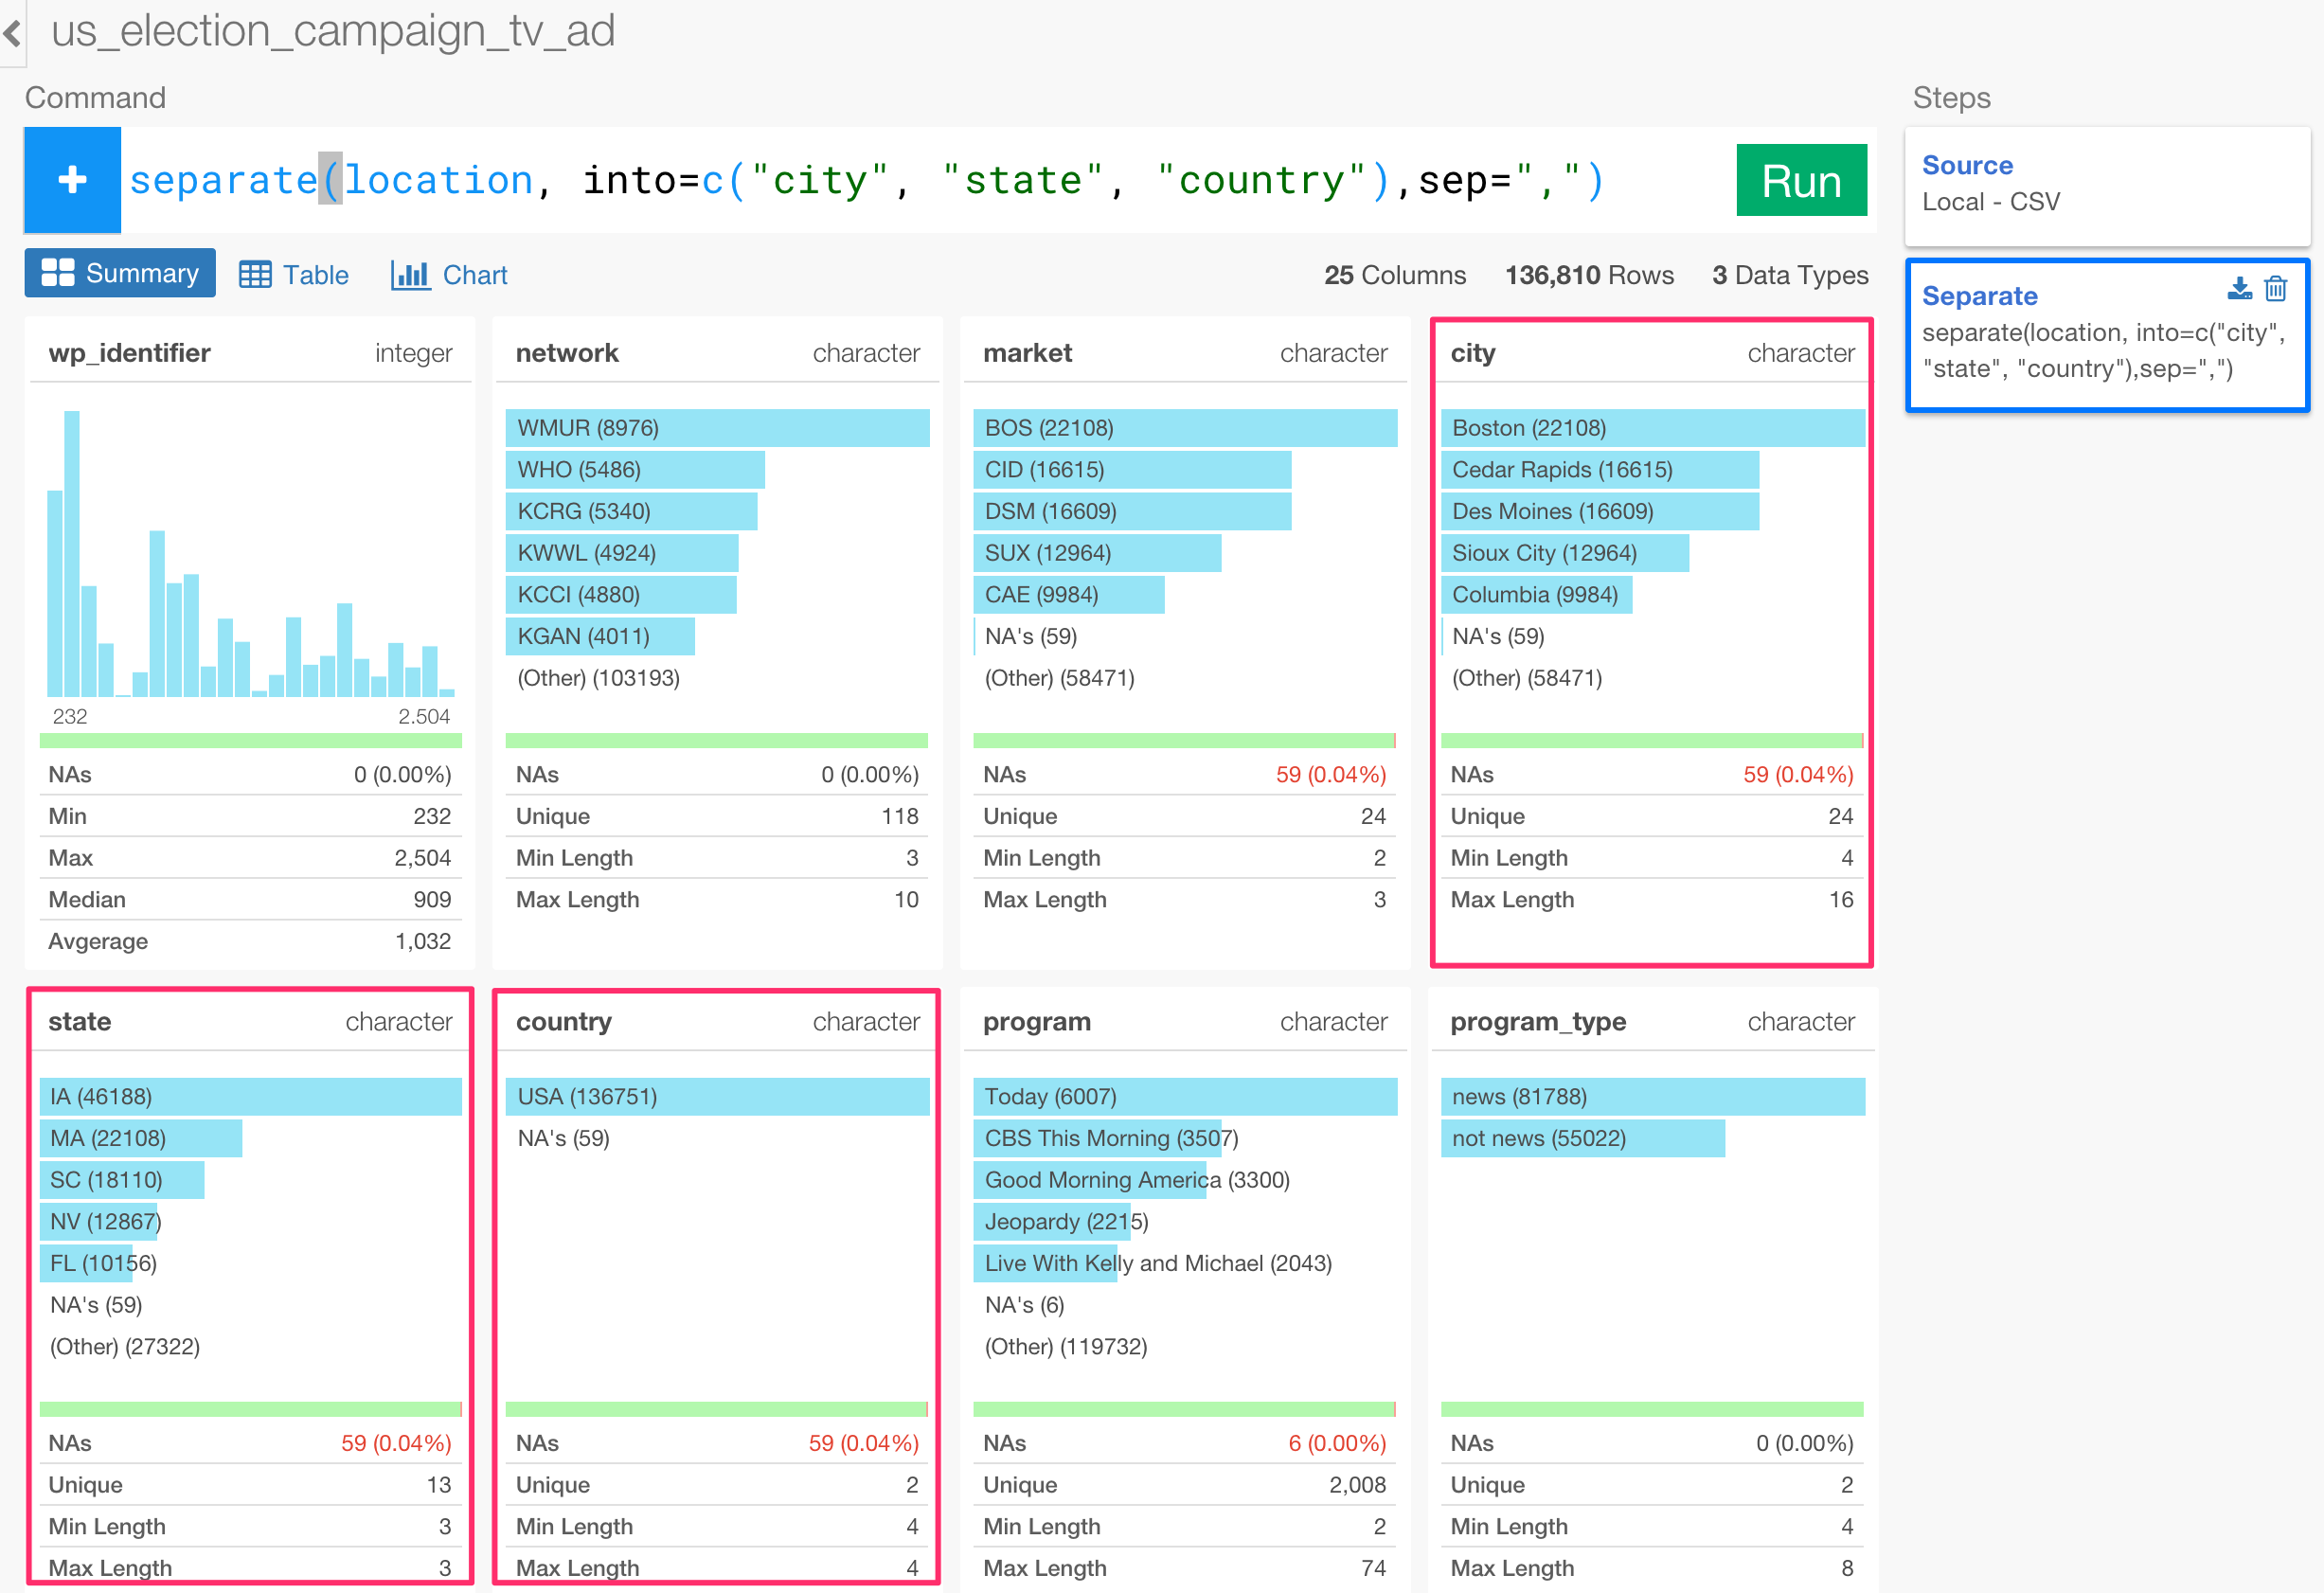 us_election_campaign_tv_ad
Command
+ separate(location, into=c("city", "state", "country"),sep=",")
Run
Summary
Table
Chart
25 Columns
136,810 Rows
3 Data Types
wp_identifier integer
232 2.504
NAs 0 (0.00%)
Min 232
Max 2,504
Median 909
Avgerage 1,032
network character
WMUR (8976)
WHO (5486)
KCRG (5340)
KWWL (4924)
KCCI (4880)
KGAN (4011)
(Other) (103193)
NAs 0 (0.00%)
Unique 118
Min Length 3
Max Length 10
market character
BOS (22108)
CID (16615)
DSM (16609)
SUX (12964)
CAE (9984)
NA's (59)
(Other) (58471)
NAs 59 (0.04%)
Unique 24
Min Length 2
Max Length 3
city character
Boston (22108)
Cedar Rapids (16615)
Des Moines (16609)
Sioux City (12964)
Columbia (9984)
NA's (59)
(Other) (58471)
NAs 59 (0.04%)
Unique 24
Min Length 4
Max Length 16
state character
IA (46188)
MA (22108)
SC (18110)
NV (12867)
FL (10156)
NA's (59)
(Other) (27322)
NAs 59 (0.04%)
Unique 13
Min Length 3
Max Length 3
country character
USA (136751)
NA's (59)
NAs 59 (0.04%)
Unique 2
Min Length 4
Max Length 4
program character
Today (6007)
CBS This Morning (3507)
Good Morning America (3300)
Jeopardy (2215)
Live With Kelly and Michael (2043)
NA's (6)
(Other) (119732)
NAs 6 (0.00%)
Unique 2,008
Min Length 2
Max Length 74
program_type character
news (81788)
not news (55022)
NAs 0 (0.00%)
Unique 2
Min Length 4
Max Length 8
Steps
Source
Local - CSV
Separate
separate(location, into=c("city",
"state", "country"),sep=",")